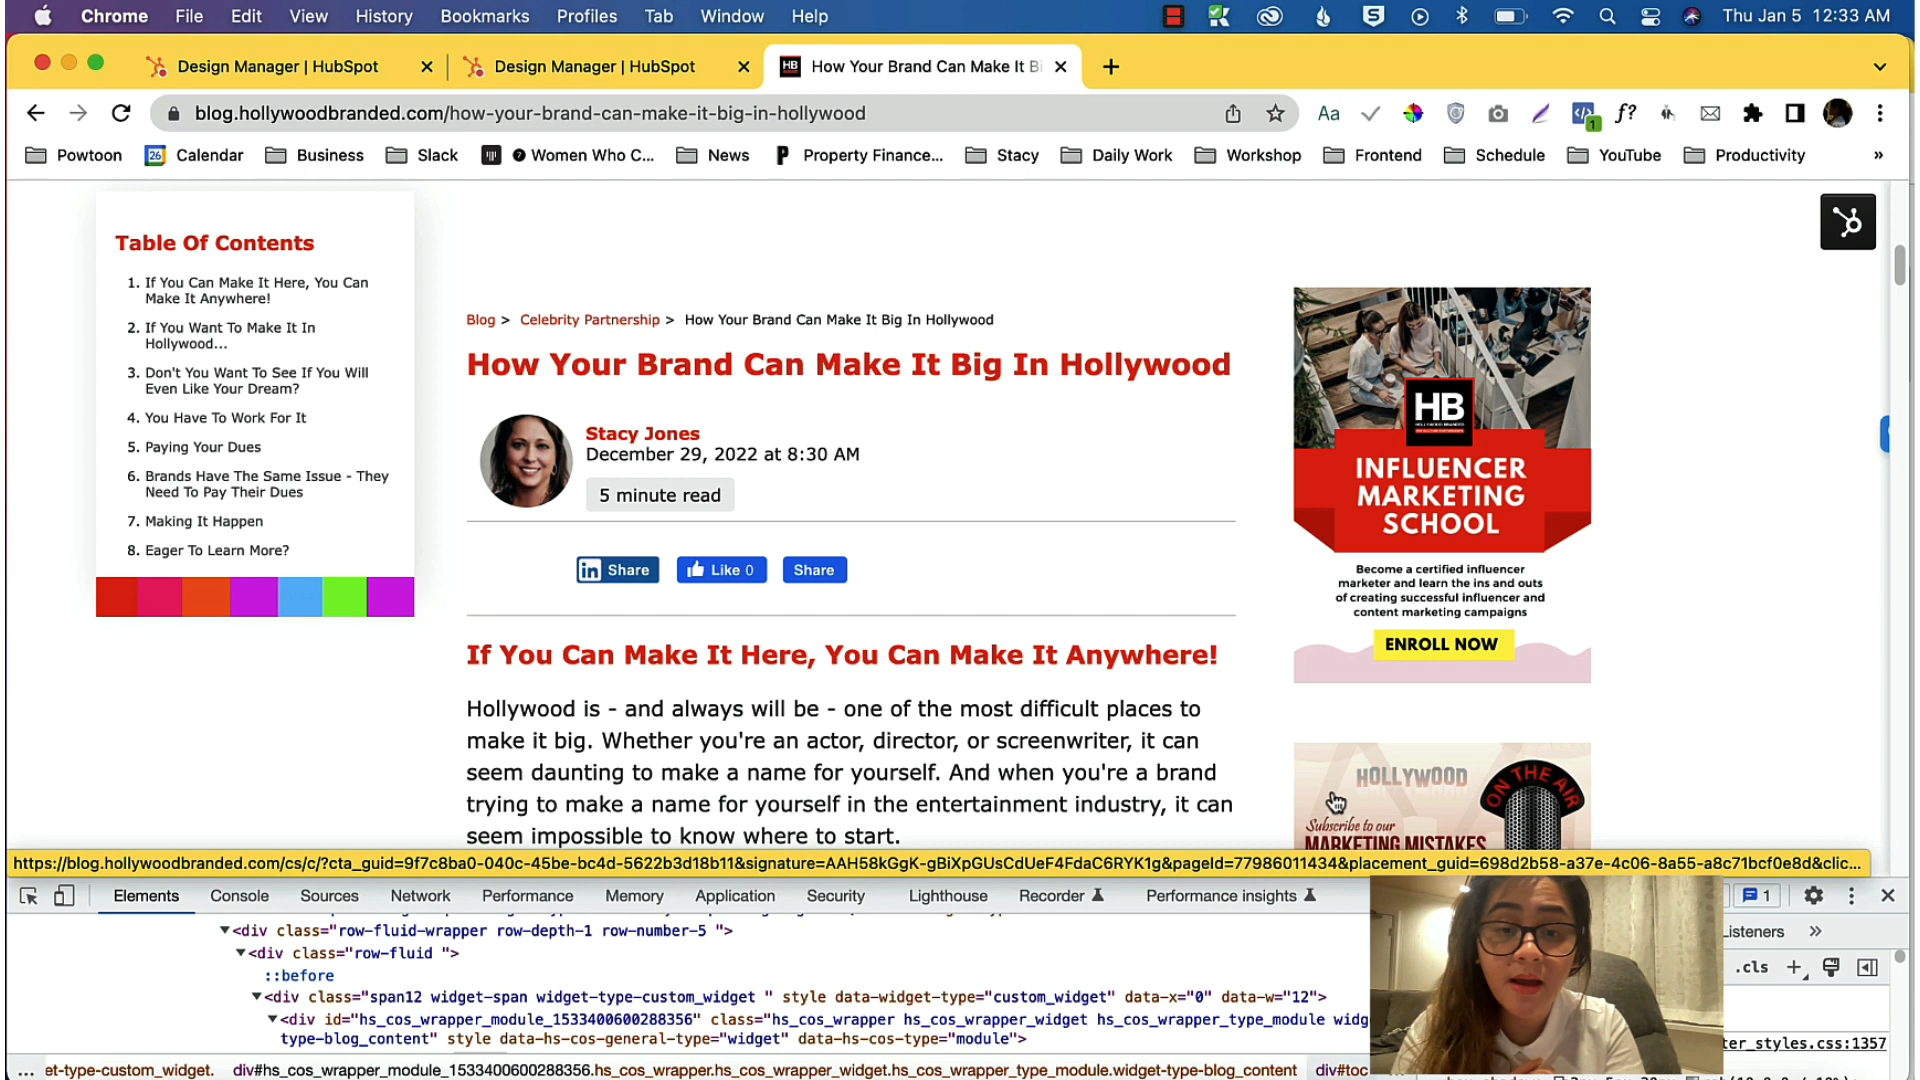 Chrome File Edit View History Bookmarks Profiles Tab Window Help Thu Jan 5 12:33 AM
Design Manager | HubSpot
Design Manager | HubSpot
How Your Brand Can Make It Bi
blog.hollywoodbranded.com/how-your-brand-can-make-it-big-in-hollywood
Powtoon Calendar Business Slack Women Who C... News Property Finance... Stacy Daily Work Workshop Frontend Schedule YouTube Productivity »
Table Of Contents
1. If You Can Make It Here, You Can
Make It Anywhere!
2. If You Want To Make It In
Hollywood...
3. Don't You Want To See If You Will
Even Like Your Dream?
4. You Have To Work For It
5. Paying Your Dues
6. Brands Have The Same Issue - They
Need To Pay Their Dues
7. Making It Happen
8. Eager To Learn More?
Blog > Celebrity Partnership > How Your Brand Can Make It Big In Hollywood
How Your Brand Can Make It Big In Hollywood
Stacy Jones
December 29, 2022 at 8:30 AM
5 minute read
in Share Like 0 Share
If You Can Make It Here, You Can Make It Anywhere!
Hollywood is - and always will be - one of the most difficult places to
make it big. Whether you're an actor, director, or screenwriter, it can
seem daunting to make a name for yourself. And when you're a brand
trying to make a name for yourself in the entertainment industry, it can
seem impossible to know where to start.
HB
INFLUENCER
MARKETING
SCHOOL
Become a certified influencer
marketer and learn the ins and outs
of creating successful influencer and
content marketing campaigns
ENROLL NOW
HOLLYWOOD
ON THE AIR
Subscribe to our
MARKETING MISTAKES
https://blog.hollywoodbranded.com/cs/c/?cta_guid=9f7c8ba0-040c-45be-bc4d-5622b3d18b11&signature=AAH58kGgK-gBiXpGUsCdUeF4FdaC6RYK1g&pageId=77986011434&placement_guid=698d2b58-a37e-4c06-8a55-a8c71bcf0e8d&clic...
Elements Console Sources Network Performance Memory Application Security Lighthouse Recorder Performance insights 1
<div class="row-fluid-wrapper row-depth-1 row-number-5 ">
<div class="row-fluid ">
::before
<div class="span12 widget-span widget-type-custom_widget " style data-widget-type="custom_widget" data-x="0" data-w="12">
<div id="hs_cos_wrapper_module_1533400600288356" class="hs_cos_wrapper hs_cos_wrapper_widget hs_cos_wrapper_type_module widg
type-blog_content" style data-hs-cos-general-type="widget" data-hs-cos-type="module">
... et-type-custom_widget. div#hs_cos_wrapper_module_1533400600288356.hs_cos_wrapper.hs_cos_wrapper_widget.hs_cos_wrapper_type_module.widget-type-blog_content div#toc
Listeners »
.cls +
ter_styles.css:1357